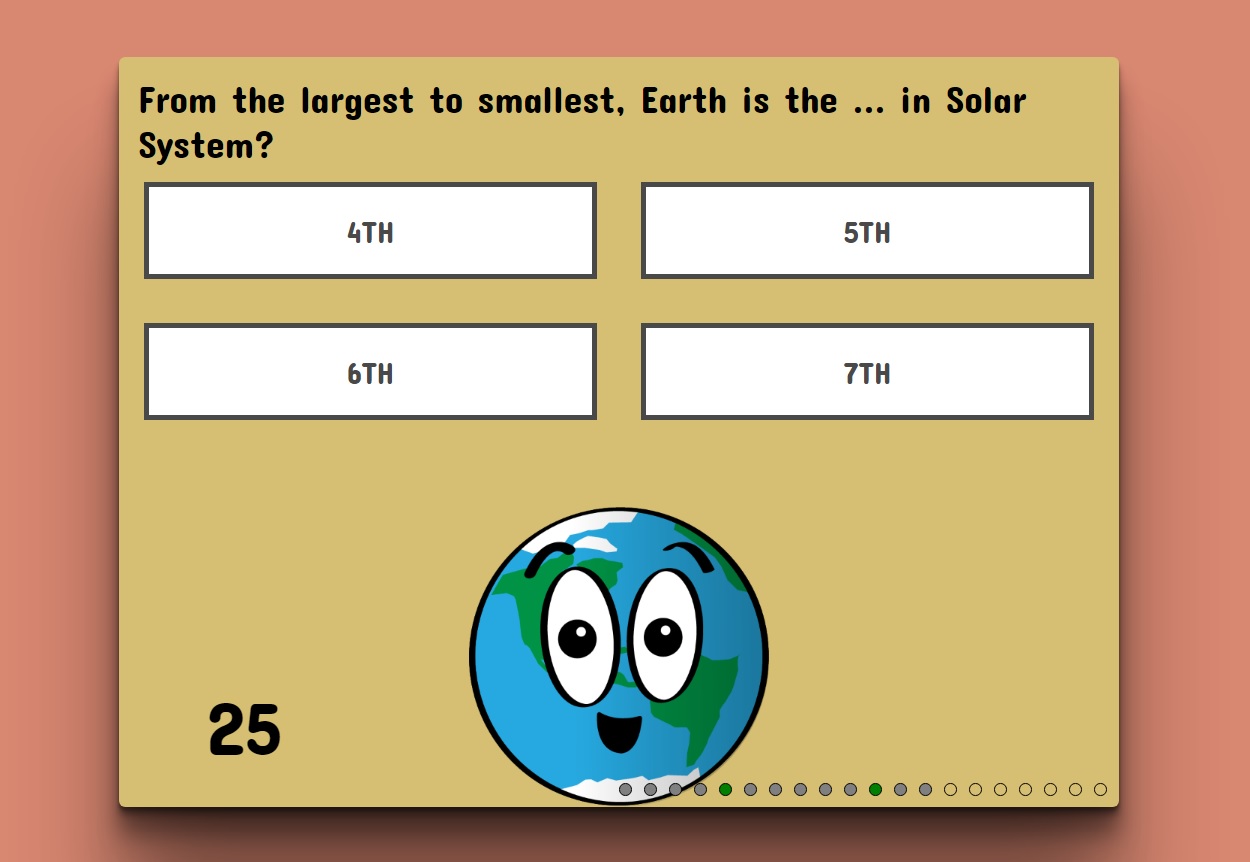 From the largest to smallest, Earth is the ... in Solar
System?
4TH
5TH
6TH
7TH
25